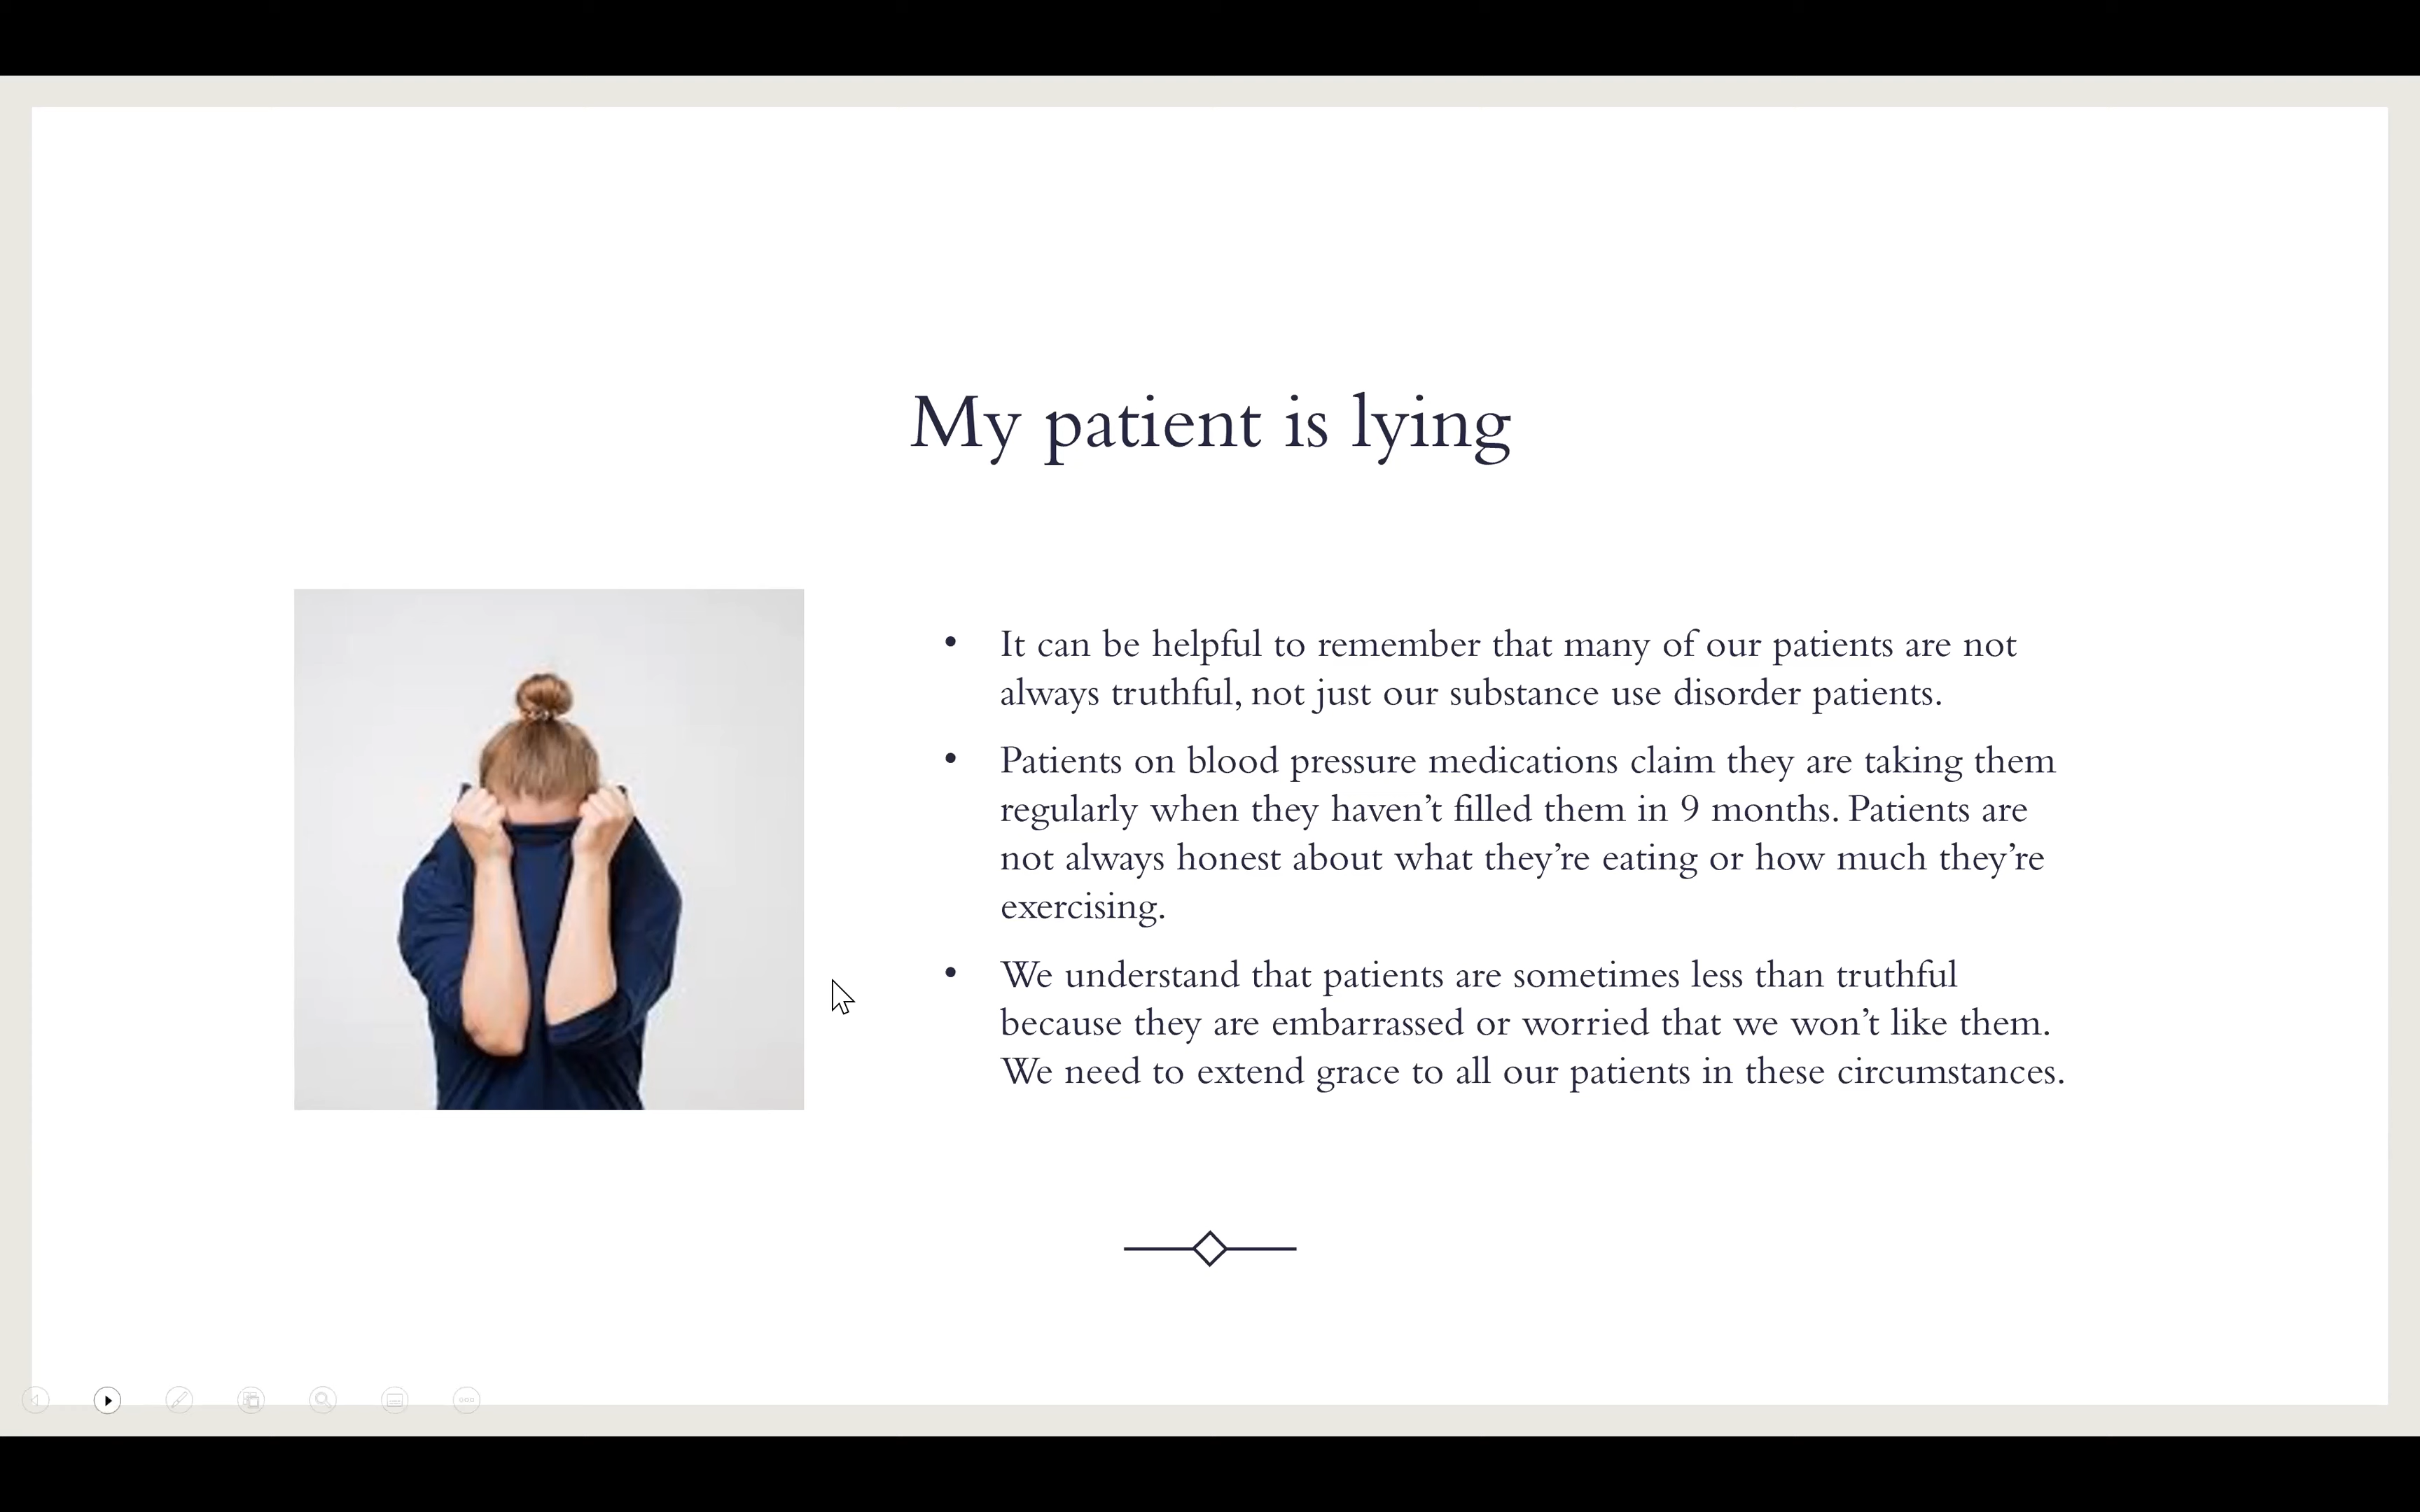 My patient is lying
• It can be helpful to remember that many of our patients are not
always truthful, not just our substance use disorder patients.
• Patients on blood pressure medications claim they are taking them
regularly when they haven’t filled them in 9 months. Patients are
not always honest about what they’re eating or how much they’re
exercising.
• We understand that patients are sometimes less than truthful
because they are embarrassed or worried that we won’t like them.
We need to extend grace to all our patients in these circumstances.